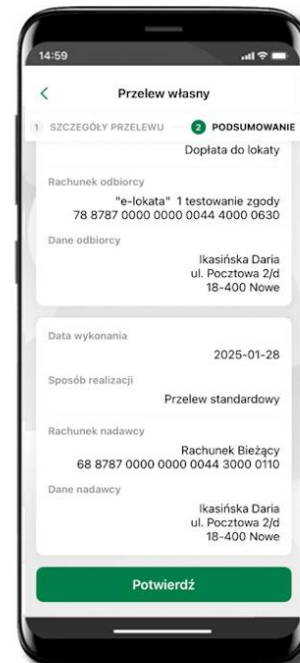 14:59
Przelew własny
1 SZCZEGÓŁY PRZELEWU 2 PODSUMOWANIE
Dopłata do lokaty
Rachunek odbiorcy
"e-lokata" 1 testowanie zgody
78 8787 0000 0000 0044 4000 0630
Dane odbiorcy
Ikasińska Daria
ul. Pocztowa 2/d
18-400 Nowe
Data wykonania
2025-01-28
Sposób realizacji
Przelew standardowy
Rachunek nadawcy
Rachunek Bieżący
68 8787 0000 0000 0044 3000 0110
Dane nadawcy
Ikasińska Daria
ul. Pocztowa 2/d
18-400 Nowe
Potwierdź